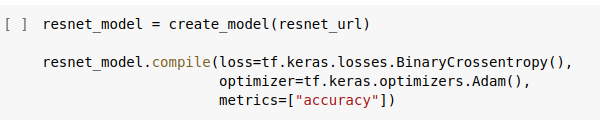 [ ] resnet_model = create_model(resnet_url)
resnet_model.compile(loss=tf.keras.losses.BinaryCrossentropy(),
optimizer=tf.keras.optimizers.Adam(),
metrics=["accuracy"])